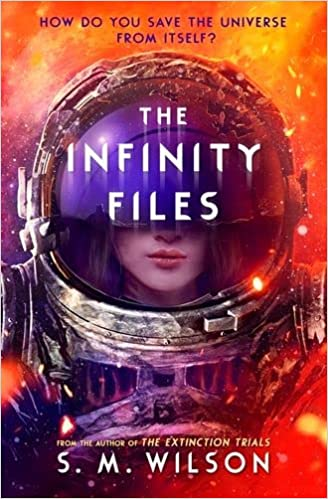 HOW DO YOU SAVE THE UNIVERSE
FROM ITSELF?
THE
INFINITY
FILES
FROM THE AUTHOR OF THE EXTINCTION TRIALS
S. M. WILSON